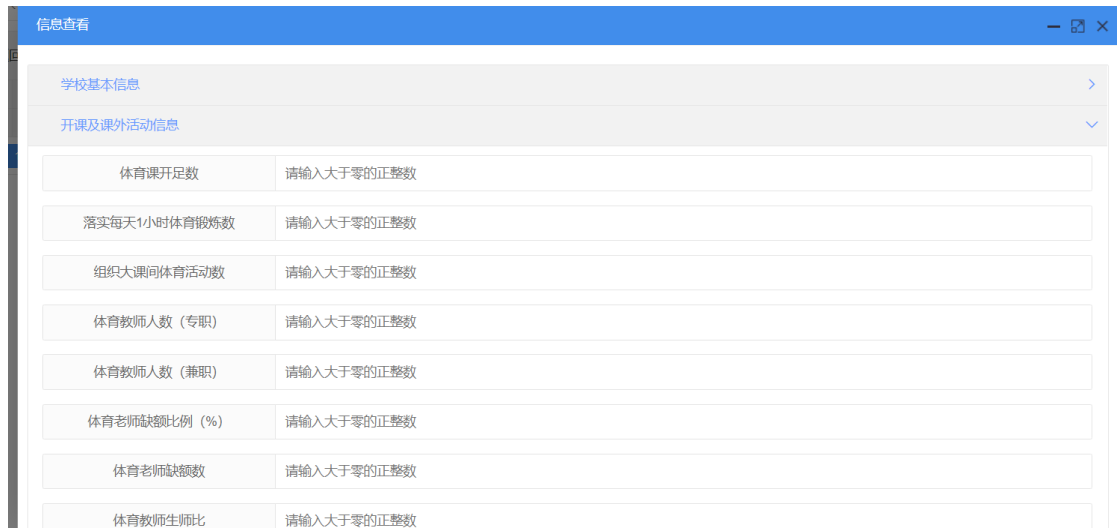 信息查看
学校基本信息
开课及课外活动信息
体育课开足数 请输入大于零的正整数
落实每天1小时体育锻炼数 请输入大于零的正整数
组织大课间体育活动数 请输入大于零的正整数
体育教师人数（专职） 请输入大于零的正整数
体育教师人数（兼职） 请输入大于零的正整数
体育老师缺额比例（%） 请输入大于零的正整数
体育老师缺额数 请输入大于零的正整数
体育教师生师比 请输入大于零的正整数